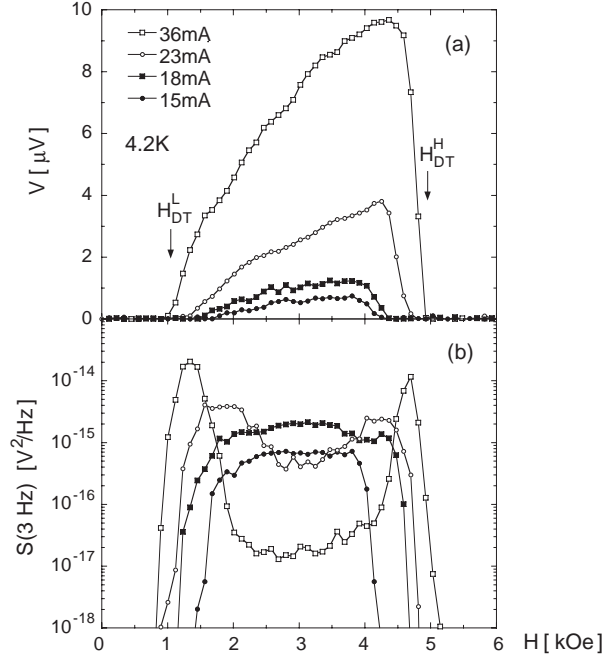 10
8
6
4
2
0
V [ μV]
36mA
23mA
18mA
15mA
4.2K
(a)
H_DT^L
H_DT^H
(b)
10^-14
10^-15
10^-16
10^-17
10^-18
S(3 Hz) [V^2/Hz]
0 1 2 3 4 5 6
H [ kOe]